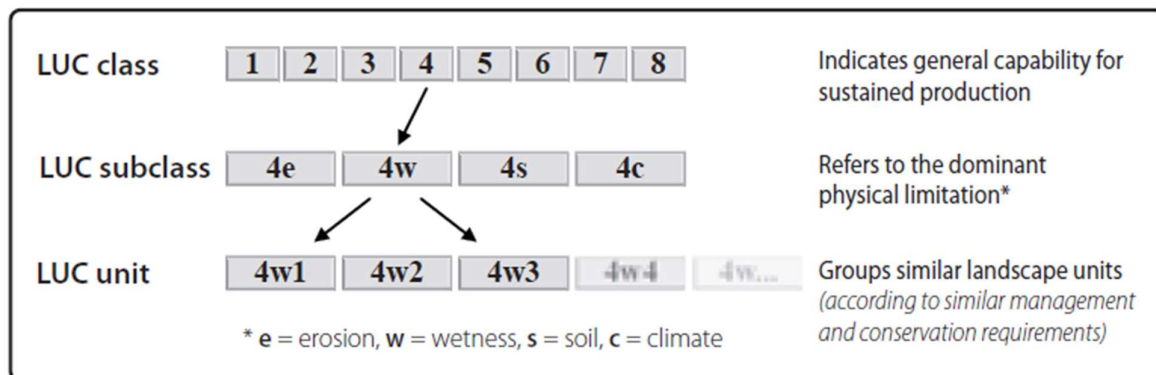 LUC class 1 2 3 4 5 6 7 8 Indicates general capability for
sustained production
LUC subclass 4e 4w 4s 4c Refers to the dominant
physical limitation*
LUC unit 4w1 4w2 4w3 4w4 4w... Groups similar landscape units
(according to similar management
and conservation requirements)
* e = erosion, w = wetness, s = soil, c = climate